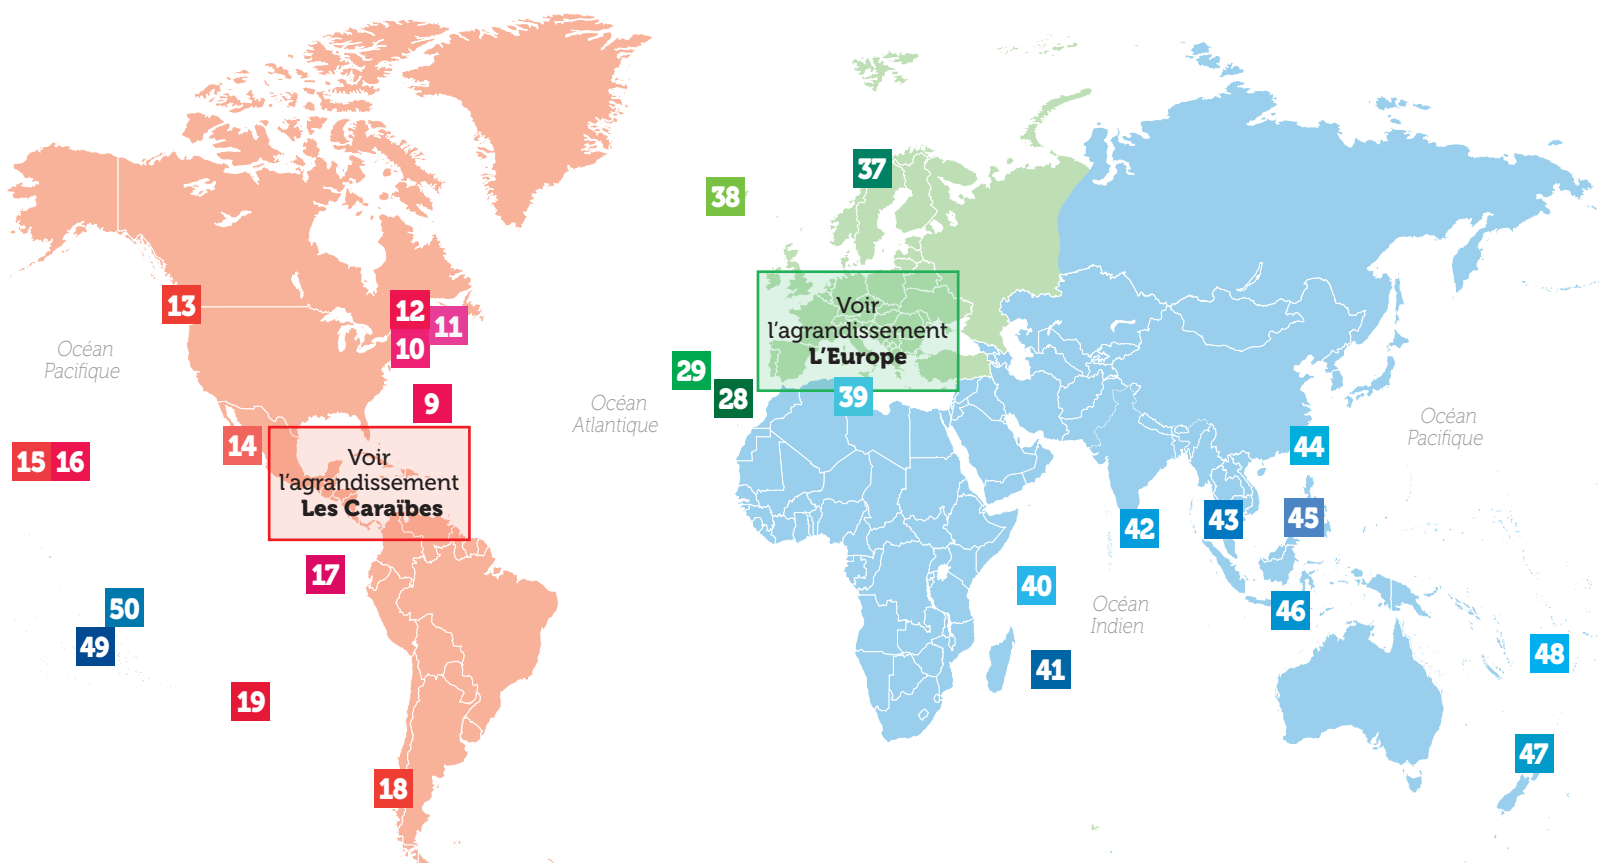 37
38
13
12
11
10
Océan
Pacifique
Voir
l’agrandissement
L’Europe
29
28
39
9
Océan
Atlantique
Océan
Pacifique
14
44
15
16
Voir
l’agrandissement
Les Caraïbes
42
43
45
17
40
50
46
Océan
Indien
49
48
41
19
47
18